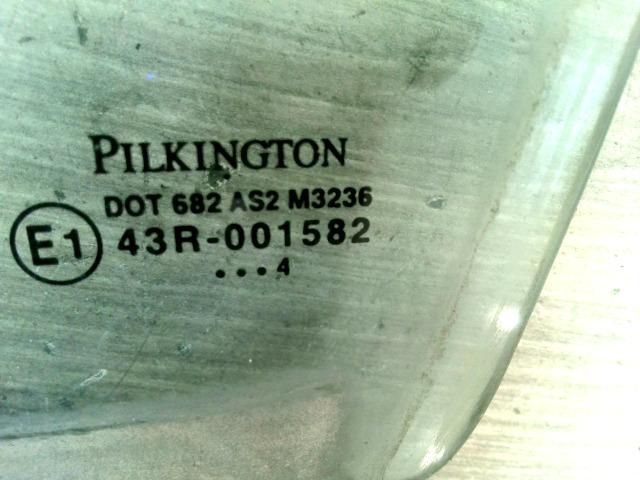 PILKINGTON
DOT 682 AS2 M3236
E1 43R-001582
...4